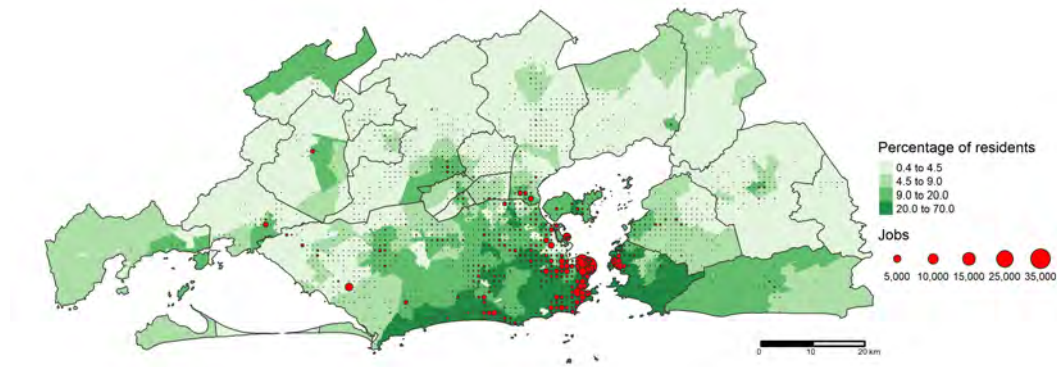 Percentage of residents
0.4 to 4.5
4.5 to 9.0
9.0 to 20.0
20.0 to 70.0
Jobs
5,000 10,000 15,000 25,000 35,000
0 10 20 km